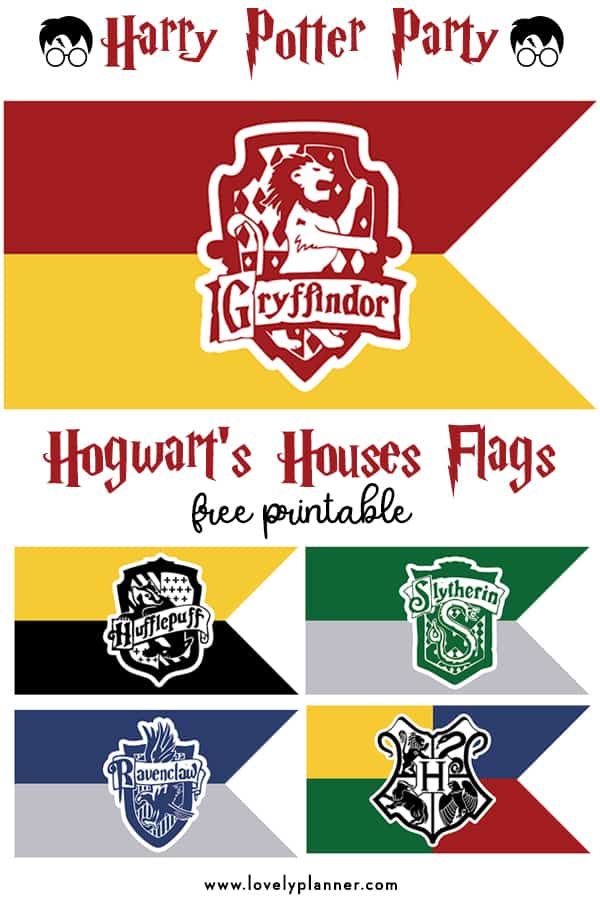 Harry Potter Party
Gryffindor
Hogwart's Houses Flags
free printable
Hufflepuff
Slytherin
S
Ravenclaw
H
www.lovelyplanner.com